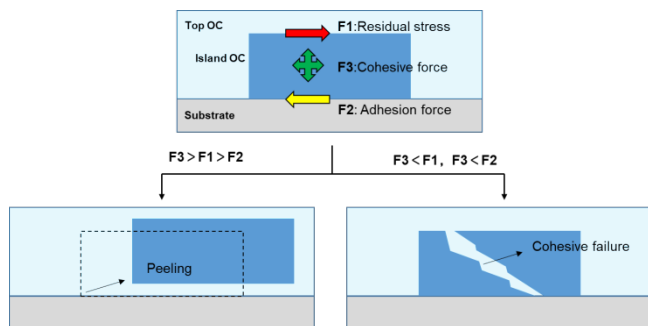 Top OC
F1:Residual stress
Island OC
F3:Cohesive force
F2: Adhesion force
Substrate
F3＞F1＞F2
F3＜F1，F3＜F2
Peeling
Cohesive failure